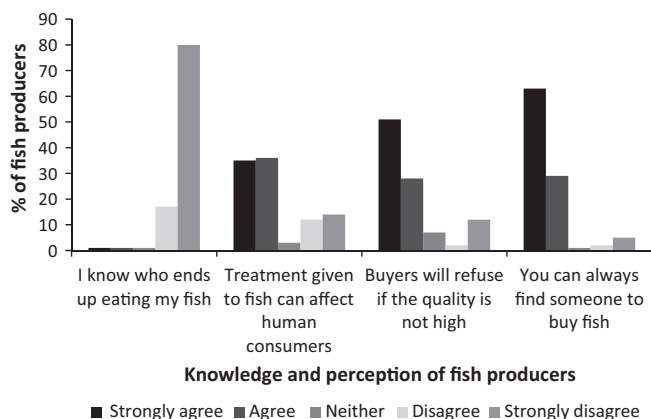 90
80
70
60
50
40
30
20
10
0
% of fish producers
I know who ends
up eating my fish
Treatment given
to fish can affect
human
consumers
Buyers will refuse
if the quality is
not high
You can always
find someone to
buy fish
Knowledge and perception of fish producers
Strongly agree Agree Neither Disagree Strongly disagree